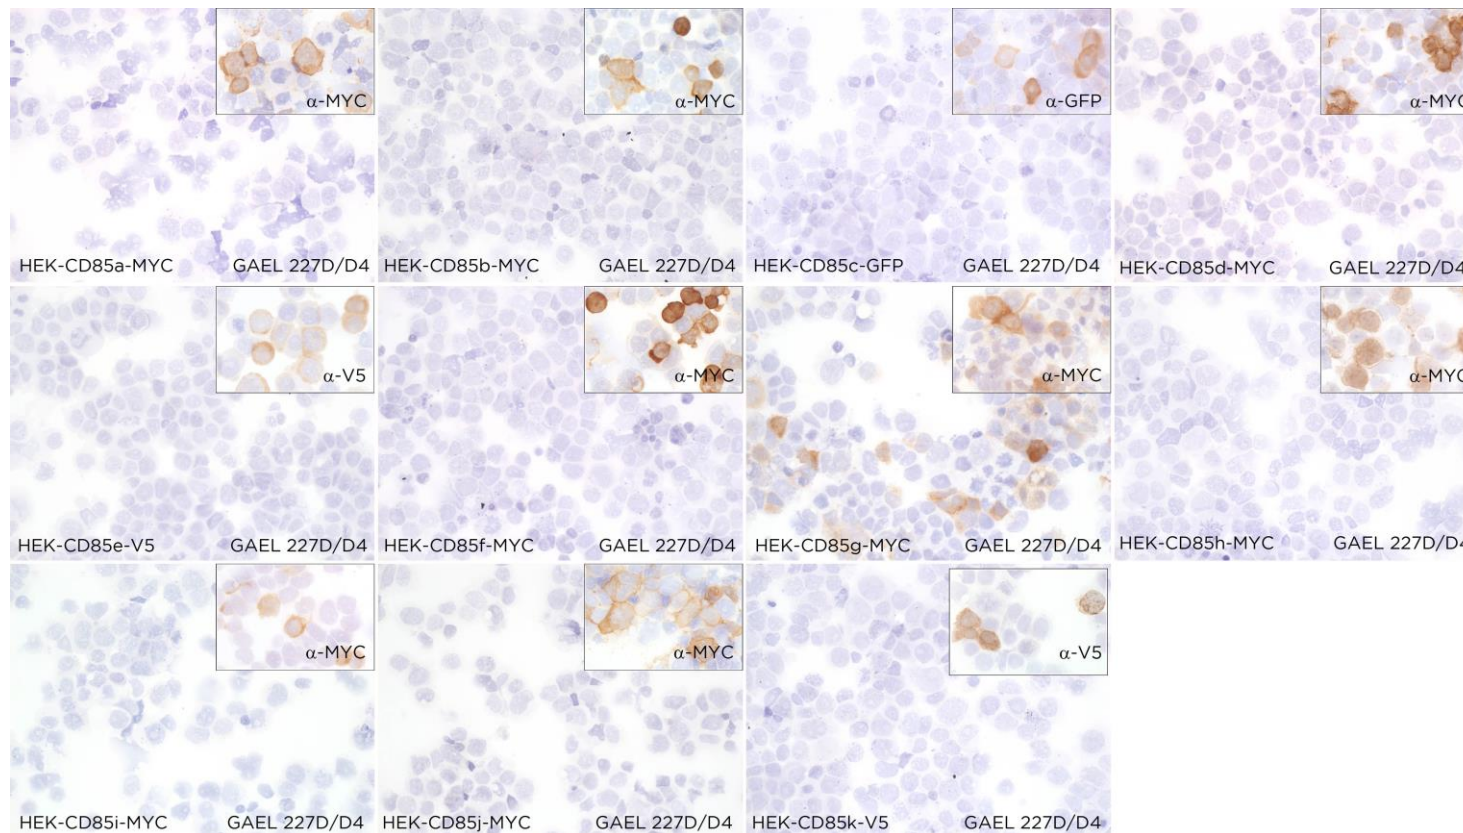 α-MYC
HEK-CD85a-MYC GAEL 227D/D4
α-MYC
HEK-CD85b-MYC GAEL 227D/D4
α-GFP
HEK-CD85c-GFP GAEL 227D/D4
α-MYC
HEK-CD85d-MYC GAEL 227D/D4
α-V5
HEK-CD85e-V5 GAEL 227D/D4
α-MYC
HEK-CD85f-MYC GAEL 227D/D4
α-MYC
HEK-CD85g-MYC GAEL 227D/D4
α-MYC
HEK-CD85h-MYC GAEL 227D/D4
α-MYC
HEK-CD85i-MYC GAEL 227D/D4
α-MYC
HEK-CD85j-MYC GAEL 227D/D4
α-V5
HEK-CD85k-V5 GAEL 227D/D4